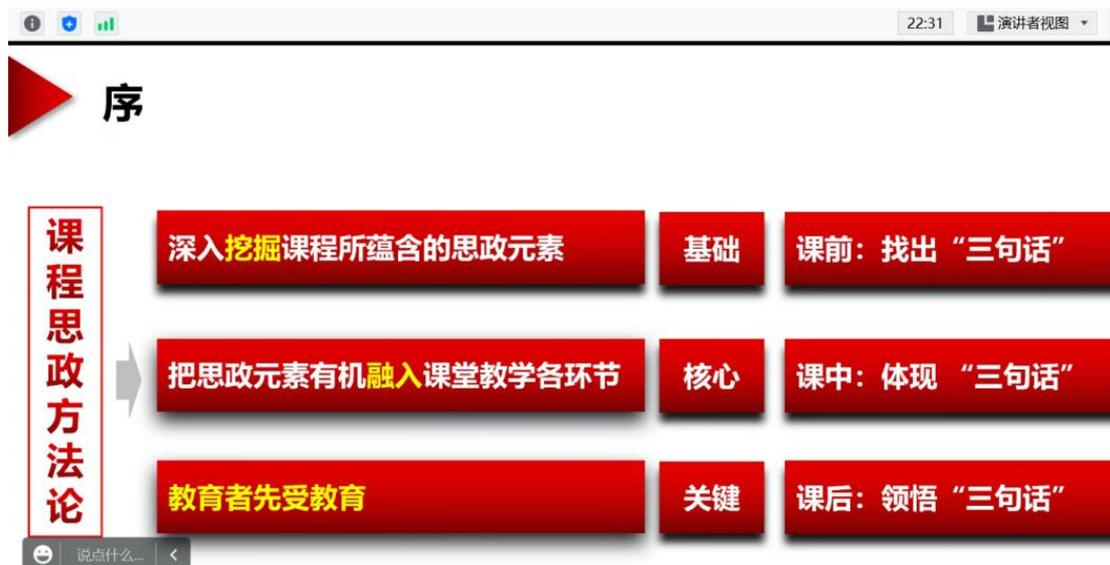 22:31
演讲者视图
序
课程思政方法论
深入挖掘课程所蕴含的思政元素
基础
课前：找出“三句话”
把思政元素有机融入课堂教学各环节
核心
课中：体现 “三句话”
教育者先受教育
关键
课后：领悟“三句话”
说点什么...